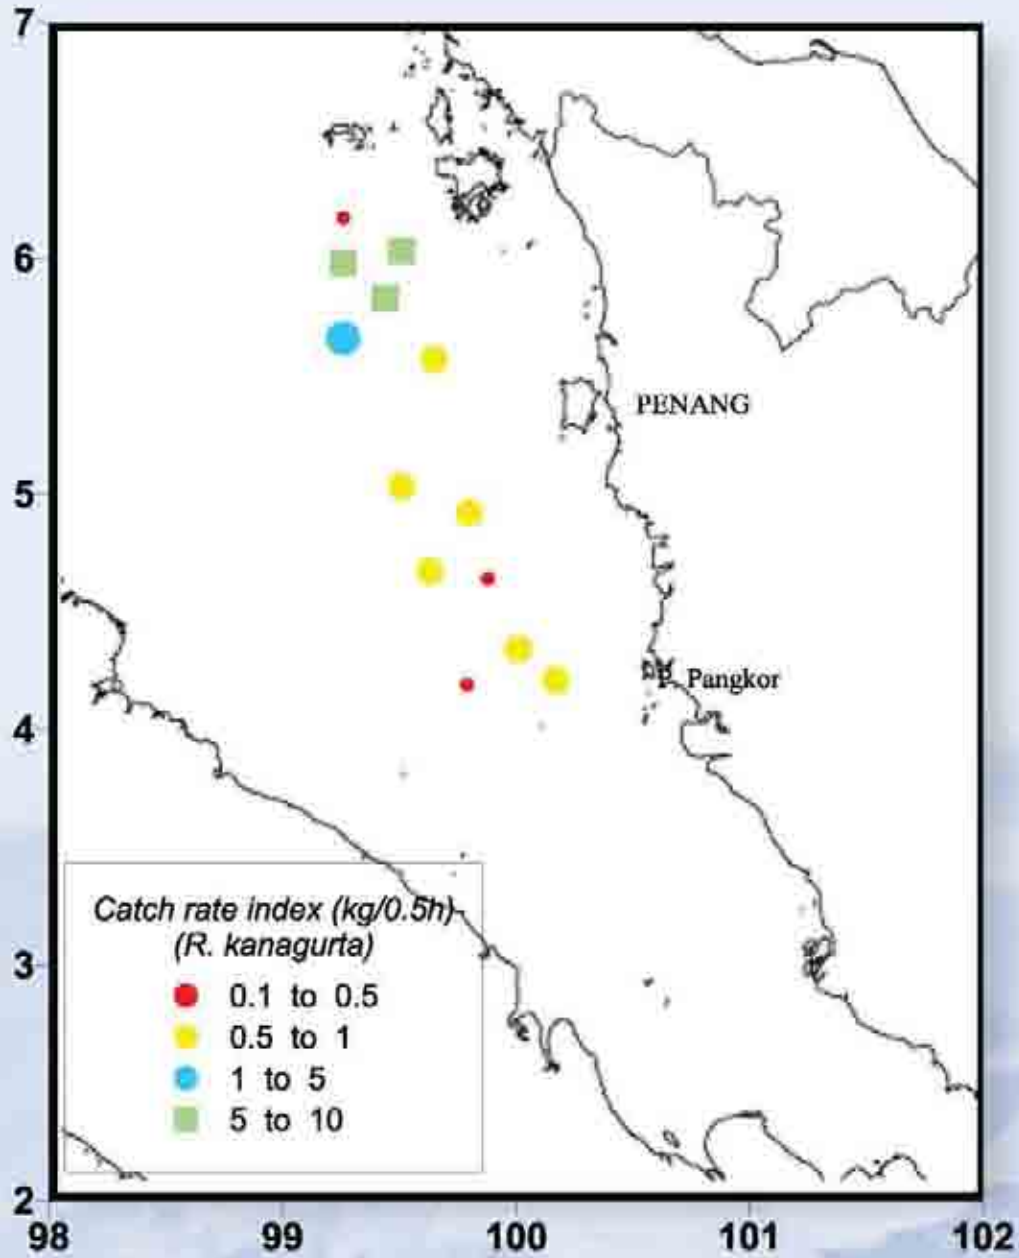 7
6
5
4
3
2
98 99 100 101 102
PENANG
P Pangkor
Catch rate index (kg/0.5h)
(R. kanagurta)
0.1 to 0.5
0.5 to 1
1 to 5
5 to 10